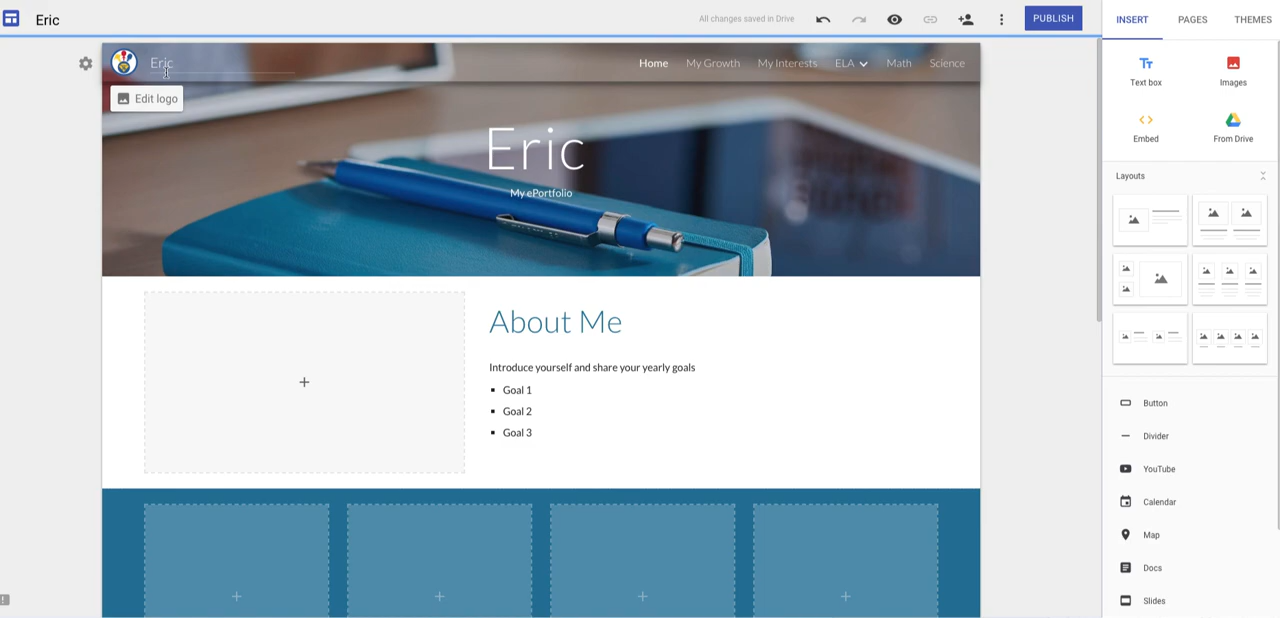 Eric
All changes saved in Drive
PUBLISH
INSERT PAGES THEMES
Eric
Home My Growth My Interests ELA Math Science
Edit logo
Eric
My ePortfolio
About Me
Introduce yourself and share your yearly goals
Goal 1
Goal 2
Goal 3
Text box
Images
Embed
From Drive
Layouts
Button
Divider
YouTube
Calendar
Map
Docs
Slides